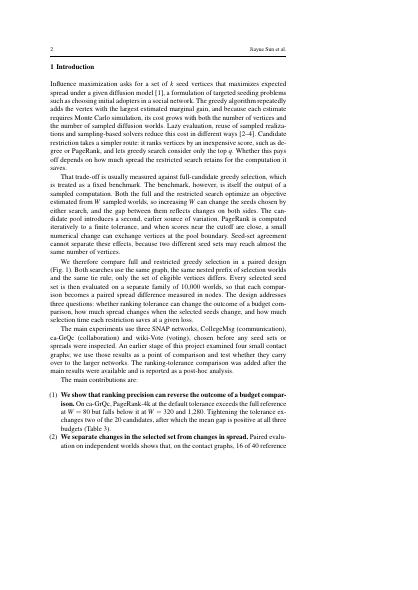 2 Jiayue Sun et al.
1 Introduction
Influence maximization asks for a set of k seed vertices that maximizes expected
spread under a given diffusion model [1], a formulation of targeted seeding problems
such as choosing initial adopters in a social network. The greedy algorithm repeatedly
adds the vertex with the largest estimated marginal gain, and because each estimate
requires Monte Carlo simulation, its cost grows with both the number of vertices and
the number of sampled diffusion worlds. Lazy evaluation, reuse of sampled realiza-
tions and sampling-based solvers reduce this cost in different ways [2–4]. Candidate
restriction takes a simpler route: it ranks vertices by an inexpensive score, such as de-
gree or PageRank, and lets greedy search consider only the top q. Whether this pays
off depends on how much spread the restricted search retains for the computation it
saves.
That trade-off is usually measured against full-candidate greedy selection, which
is treated as a fixed benchmark. The benchmark, however, is itself the output of a
sampled computation. Both the full and the restricted search optimize an objective
estimated from W sampled worlds, so increasing W can change the seeds chosen by
either search, and the gap between them reflects changes on both sides. The can-
didate pool introduces a second, earlier source of variation. PageRank is computed
iteratively to a finite tolerance, and when scores near the cutoff are close, a small
numerical change can exchange vertices at the pool boundary. Seed-set agreement
cannot separate these effects, because two different seed sets may reach almost the
same number of vertices.
We therefore compare full and restricted greedy selection in a paired design
(Fig. 1). Both searches use the same graph, the same nested prefix of selection worlds
and the same tie rule; only the set of eligible vertices differs. Every selected seed
set is then evaluated on a separate family of 10,000 worlds, so that each compar-
ison becomes a paired spread difference measured in nodes. The design addresses
three questions: whether ranking tolerance can change the outcome of a budget com-
parison, how much spread changes when the selected seeds change, and how much
selection time each restriction saves at a given loss.
The main experiments use three SNAP networks, CollegeMsg (communication),
ca-GrQc (collaboration) and wiki-Vote (voting), chosen before any seed sets or
spreads were inspected. An earlier stage of this project examined four small contact
graphs; we use those results as a point of comparison and test whether they carry
over to the larger networks. The ranking-tolerance comparison was added after the
main results were available and is reported as a post-hoc analysis.
The main contributions are:
(1) We show that ranking precision can reverse the outcome of a budget compar-
ison. On ca-GrQc, PageRank-4k at the default tolerance exceeds the full reference
at W = 80 but falls below it at W = 320 and 1,280. Tightening the tolerance ex-
changes two of the 20 candidates, after which the mean gap is positive at all three
budgets (Table 3).
(2) We separate changes in the selected set from changes in spread. Paired evalu-
ation on independent worlds shows that, on the contact graphs, 16 of 40 reference